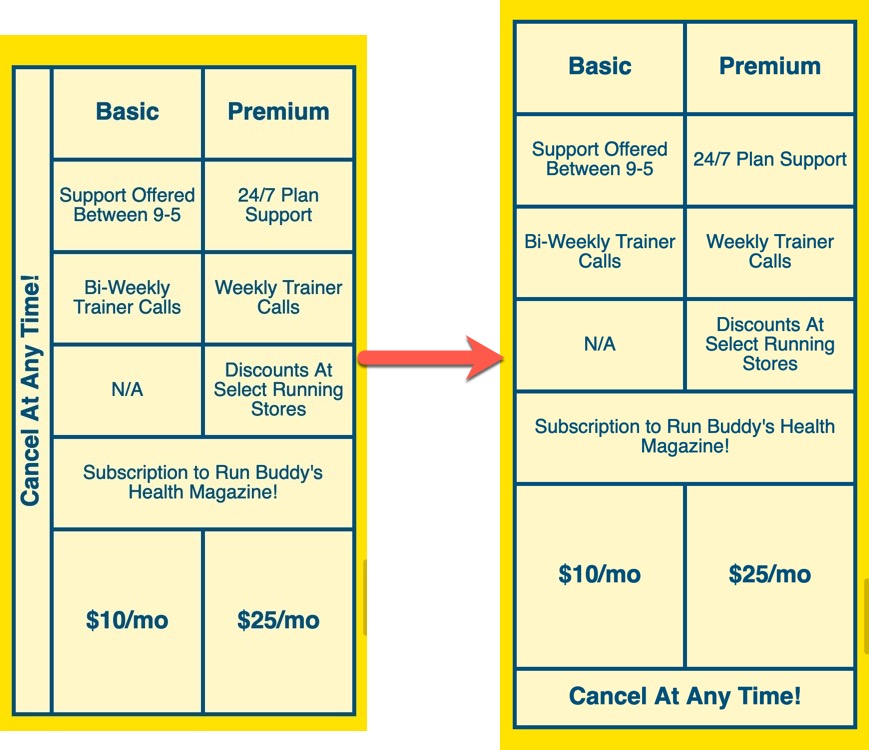 Cancel At Any Time!
Basic
Premium
Support Offered
Between 9-5
24/7 Plan
Support
Bi-Weekly
Trainer Calls
Weekly Trainer
Calls
N/A
Discounts At
Select Running
Stores
Subscription to Run Buddy's
Health Magazine!
$10/mo
$25/mo
Basic
Premium
Support Offered
Between 9-5
24/7 Plan Support
Bi-Weekly Trainer
Calls
Weekly Trainer
Calls
N/A
Discounts At
Select Running
Stores
Subscription to Run Buddy's Health
Magazine!
$10/mo
$25/mo
Cancel At Any Time!